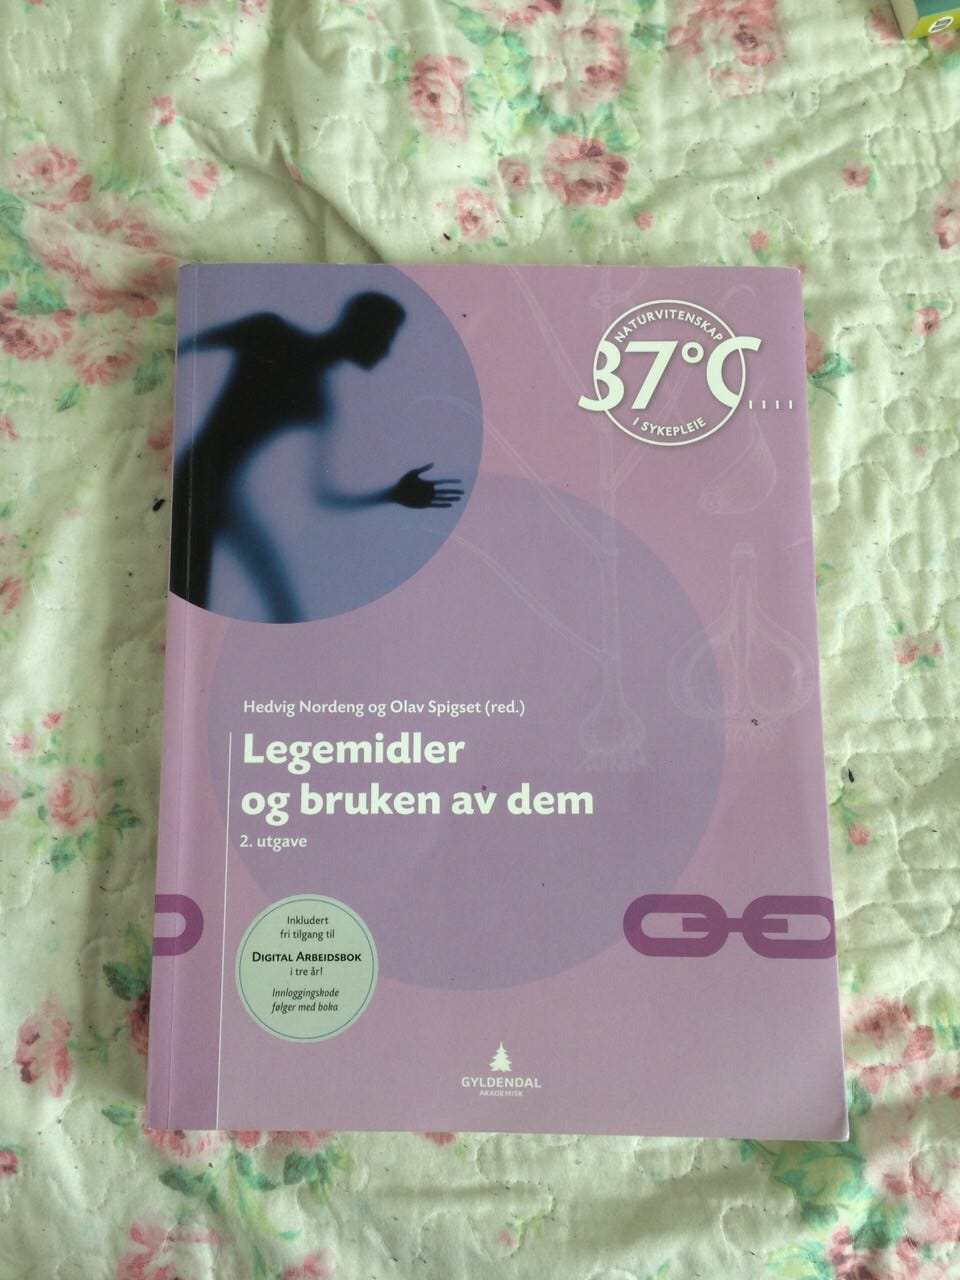 NATURVITENSKAP
37°C
I SYKEPLEIE
Hedvig Nordeng og Olav Spigset (red.)
Legemidler
og bruken av dem
2. utgave
Inkludert
fri tilgang til
DIGITAL ARBEIDSBOK
i tre år!
Innloggingskode
følger med boka
GYLDENDAL
AKADEMISK